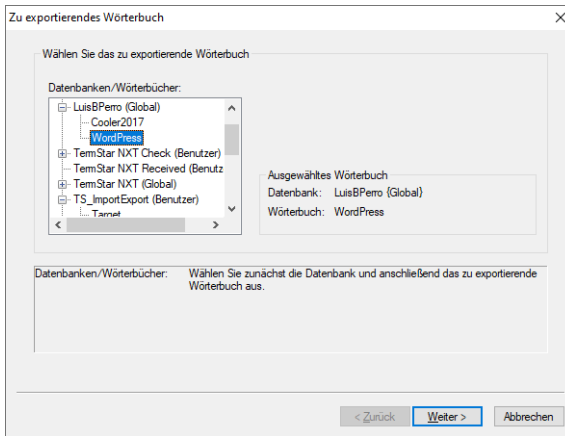 Zu exportierendes Wörterbuch
Wählen Sie das zu exportierende Wörterbuch
Datenbanken/Wörterbücher:
LuisBPerro (Global)
Cooler2017
WordPress
TermStar NXT Check (Benutzer)
TermStar NXT Received (Benutz
TermStar NXT (Global)
TS_ImportExport (Benutzer)
Target
Ausgewähltes Wörterbuch
Datenbank: LuisBPerro {Global}
Wörterbuch: WordPress
Datenbanken/Wörterbücher: Wählen Sie zunächst die Datenbank und anschließend das zu exportierende
Wörterbuch aus.
< Zurück Weiter > Abbrechen